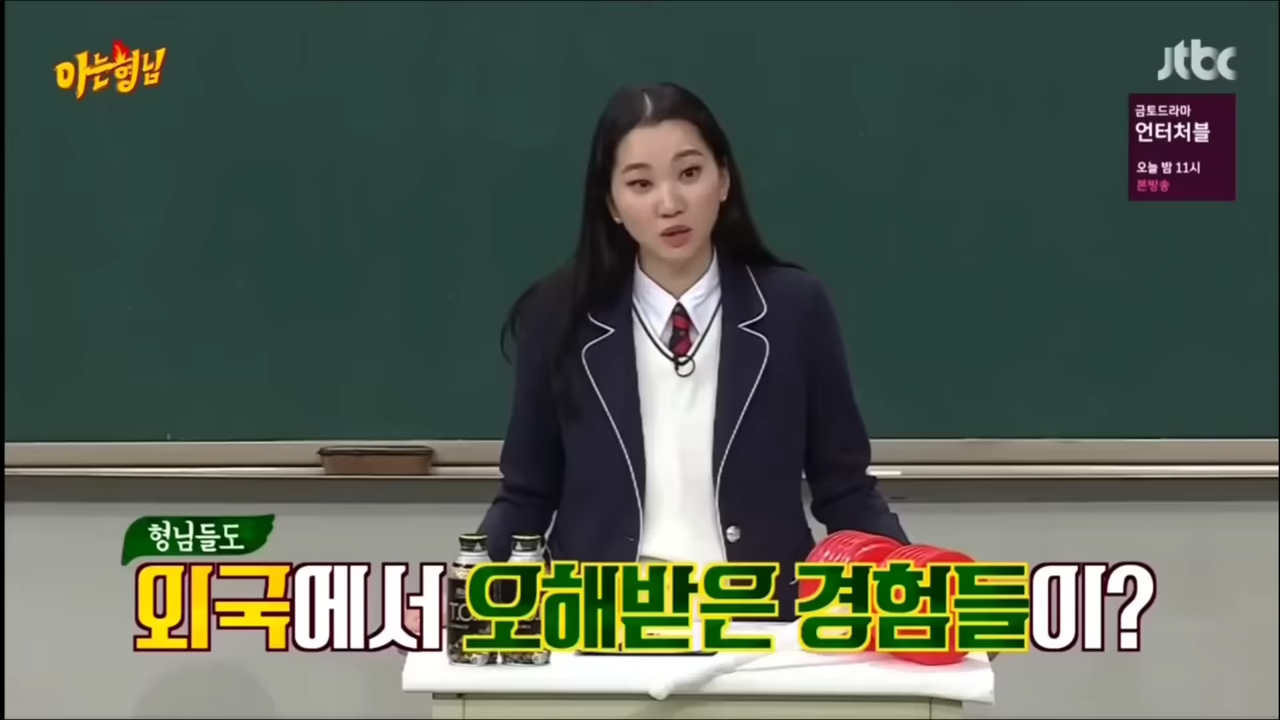 아는형님
jtbc
금토드라마
언터처블
오늘 밤 11시
본방송
형님들도
외국에서 오해받은 경험들이?
T.O.